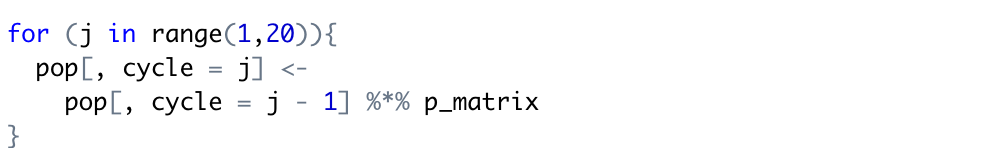 for (j in range(1,20)){
  pop[, cycle = j] <-
    pop[, cycle = j - 1] %*% p_matrix
}